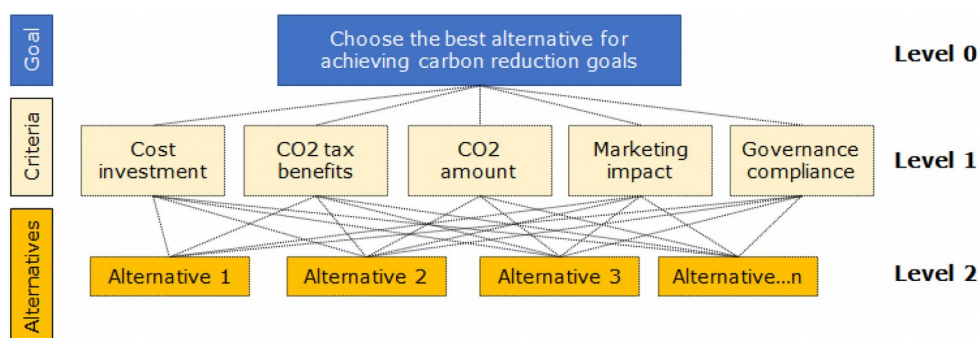 Goal
Choose the best alternative for
achieving carbon reduction goals
Level 0
Criteria
Cost
investment
CO2 tax
benefits
CO2
amount
Marketing
impact
Governance
compliance
Level 1
Alternatives
Alternative 1
Alternative 2
Alternative 3
Alternative...n
Level 2